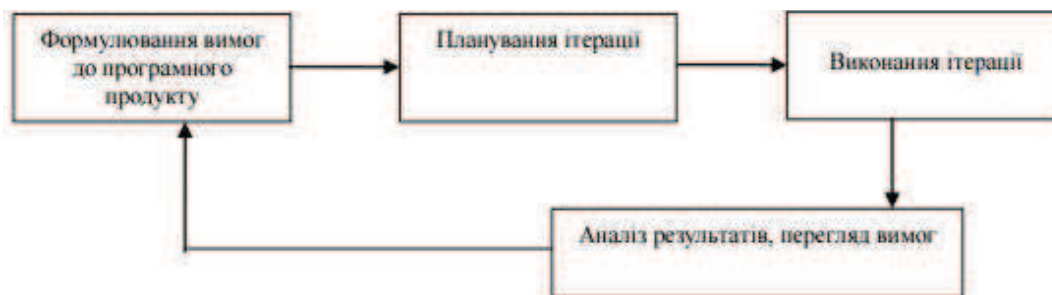 Формулювання вимог
до програмного
продукту
Планування ітерації
Виконання ітерації
Аналіз результатів, перегляд вимог